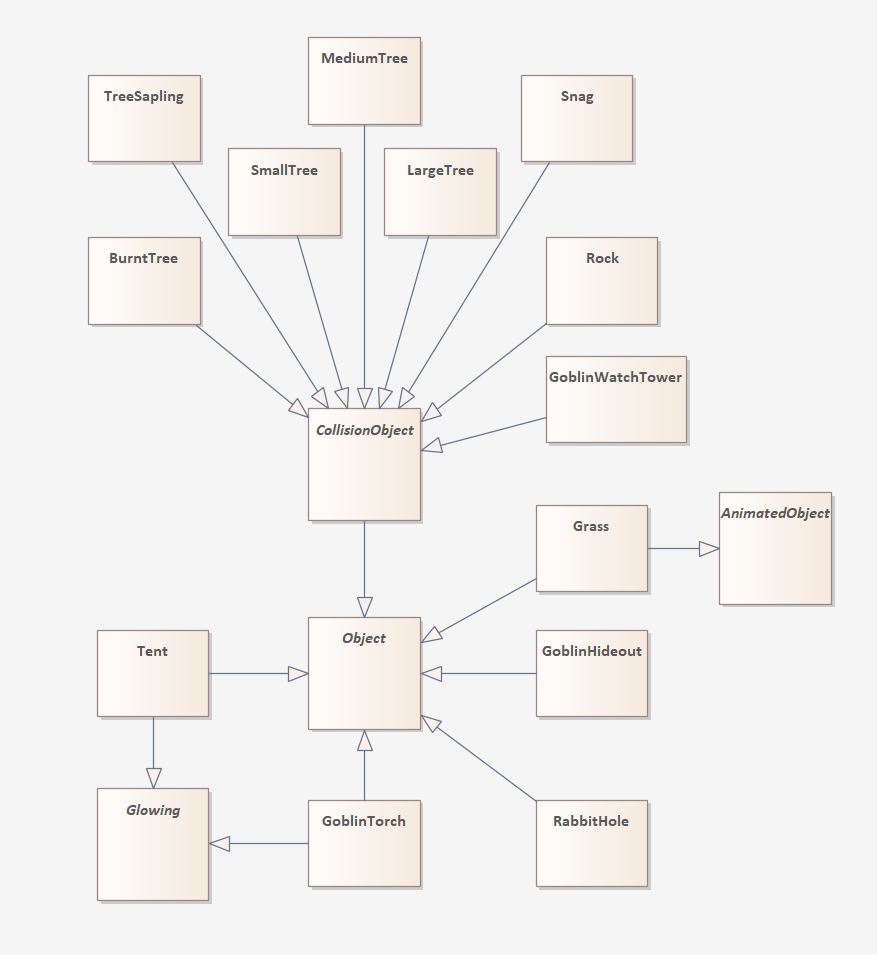 MediumTree
TreeSapling
Snag
SmallTree
LargeTree
BurntTree
Rock
GoblinWatchTower
CollisionObject
AnimatedObject
Grass
Object
Tent
GoblinHideout
Glowing
GoblinTorch
RabbitHole